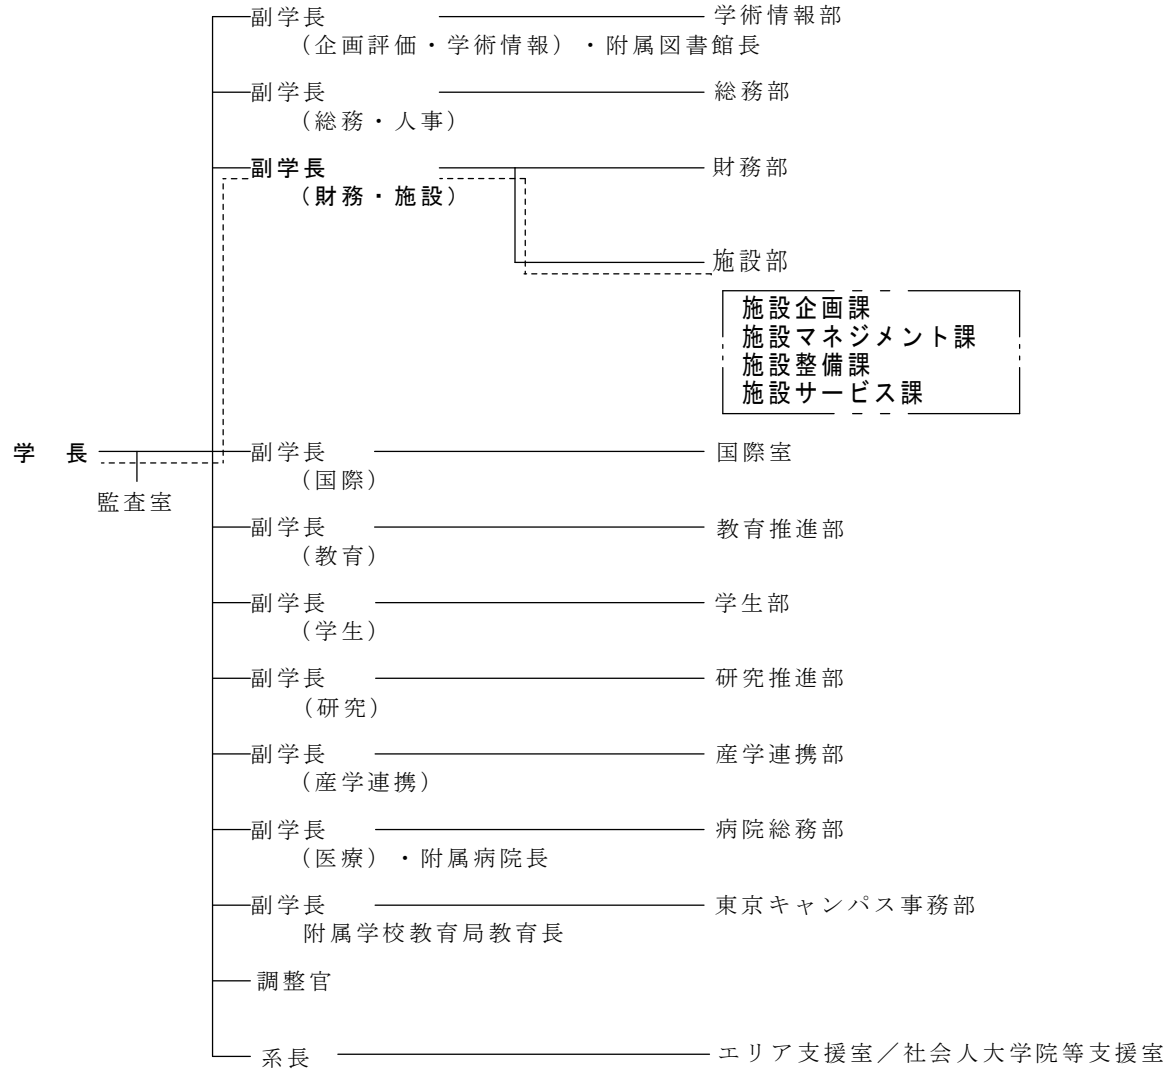 副学長 学術情報部
（企画評価・学術情報）・附属図書館長
副学長 総務部
（総務・人事）
副学長 財務部
（財務・施設）
施設部
施設企画課
施設マネジメント課
施設整備課
施設サービス課
学 長 副学長 国際室
（国際）
監査室
副学長 教育推進部
（教育）
副学長 学生部
（学生）
副学長 研究推進部
（研究）
副学長 産学連携部
（産学連携）
副学長 病院総務部
（医療）・附属病院長
副学長 東京キャンパス事務部
附属学校教育局教育長
調整官
系長 エリア支援室／社会人大学院等支援室